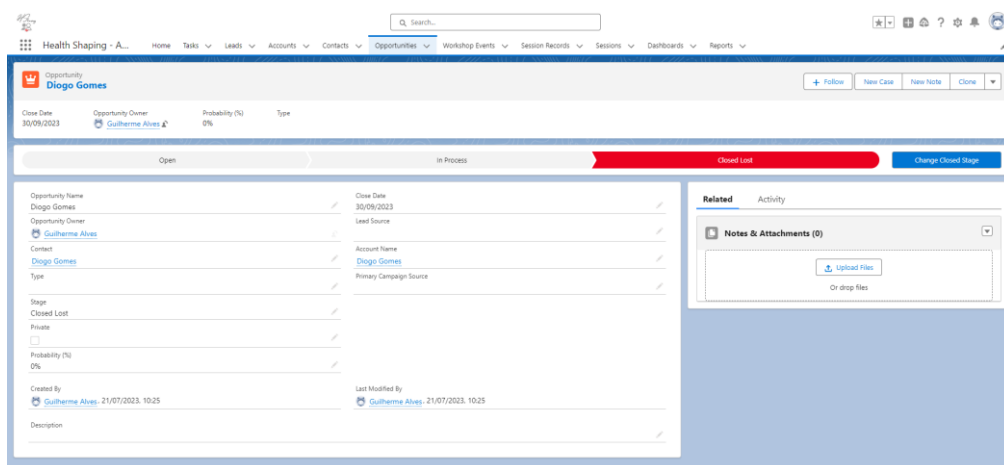 Search...
Health Shaping - A... Home Tasks Leads Accounts Contacts Opportunities Workshop Events Session Records Sessions Dashboards Reports
Opportunity
Diogo Gomes
+ Follow New Case New Note Clone
Close Date Opportunity Owner Probability (%) Type
30/09/2023 Guilherme Alves 0%
Open In Process Closed Lost Change Closed Stage
Opportunity Name Close Date
Diogo Gomes 30/09/2023
Opportunity Owner Lead Source
Guilherme Alves
Contact Account Name
Diogo Gomes Diogo Gomes
Type Primary Campaign Source
Stage
Closed Lost
Private
Probability (%)
0%
Created By Last Modified By
Guilherme Alves, 21/07/2023, 10:25 Guilherme Alves, 21/07/2023, 10:25
Description
Related Activity
Notes & Attachments (0)
Upload Files
Or drop files